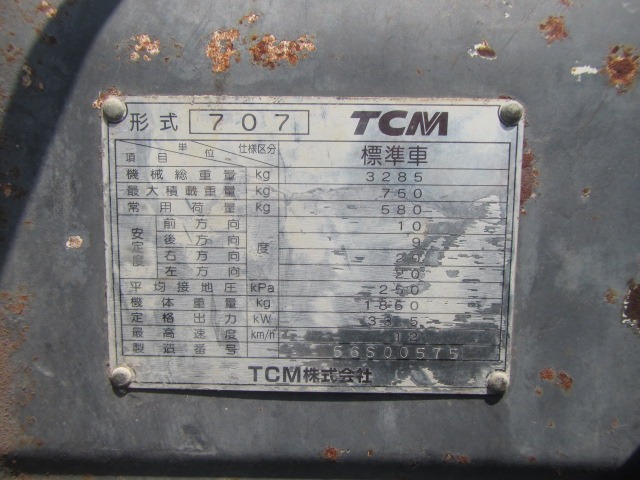 形式 707 TCM
項目 単位 仕様区分 標準車
機械総重量 kg 3285
最大積載重量 kg 750
常用荷重 kg 580
安定度 前方向 度 10
後方向 9
右方向 20
左方向 20
平均接地圧 kPa 250
機体重量 kg 1860
定格出力 kW
最高速度 km/h 12
製造番号 — 56S00575
TCM株式会社